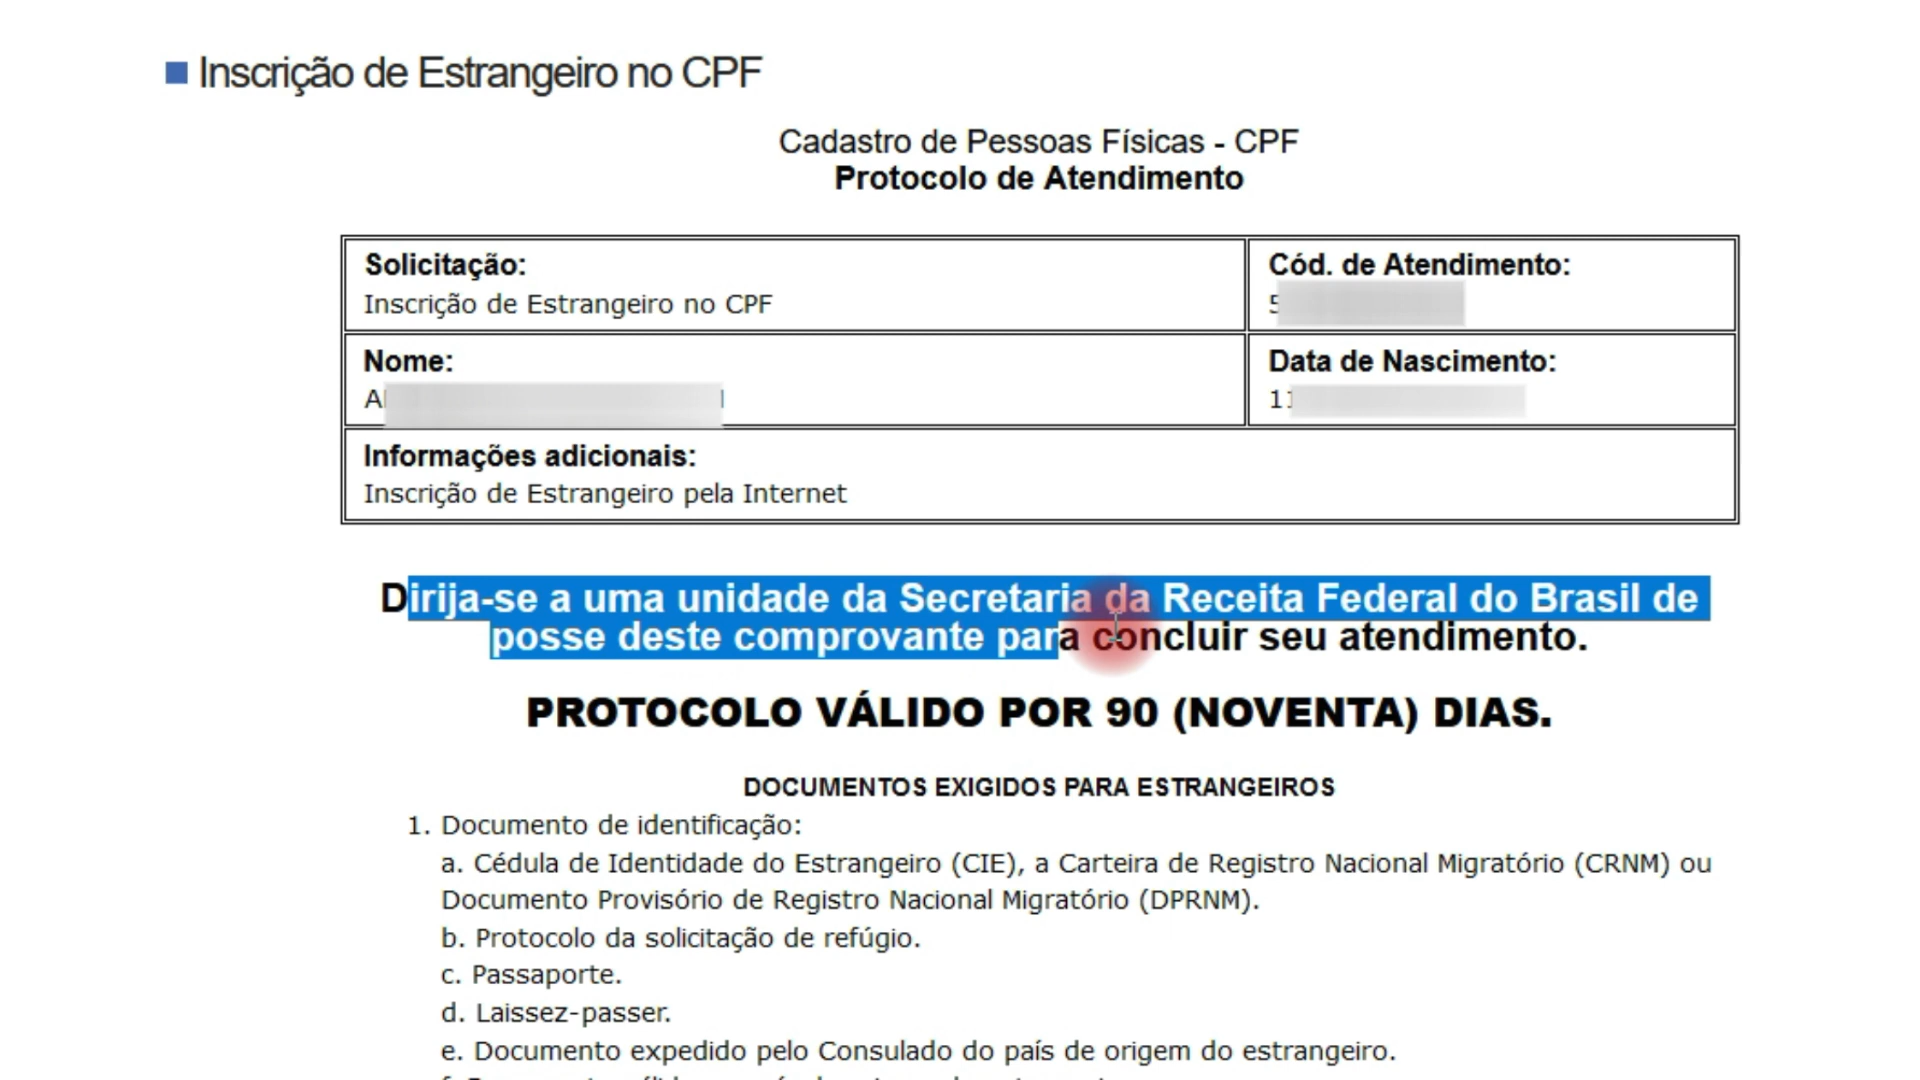 Inscrição de Estrangeiro no CPF
Cadastro de Pessoas Físicas - CPF
Protocolo de Atendimento
Solicitação:
Inscrição de Estrangeiro no CPF
Cód. de Atendimento:
5
Nome:
Data de Nascimento:
11
Informações adicionais:
Inscrição de Estrangeiro pela Internet
Dirija-se a uma unidade da Secretaria da Receita Federal do Brasil de
posse deste comprovante para concluir seu atendimento.
PROTOCOLO VÁLIDO POR 90 (NOVENTA) DIAS.
DOCUMENTOS EXIGIDOS PARA ESTRANGEIROS
1. Documento de identificação:
a. Cédula de Identidade do Estrangeiro (CIE), a Carteira de Registro Nacional Migratório (CRNM) ou
Documento Provisório de Registro Nacional Migratório (DPRNM).
b. Protocolo da solicitação de refúgio.
c. Passaporte.
d. Laissez-passer.
e. Documento expedido pelo Consulado do país de origem do estrangeiro.